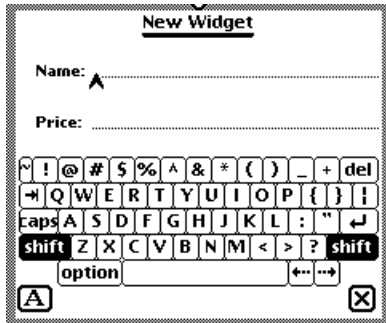 New Widget
Name:
Price:
~ ! @ # $ % ^ & * ( ) _ + del
Q W E R T Y U I O P { } |
caps A S D F G H J K L : "
shift Z X C V B N M < > ? shift
option
A